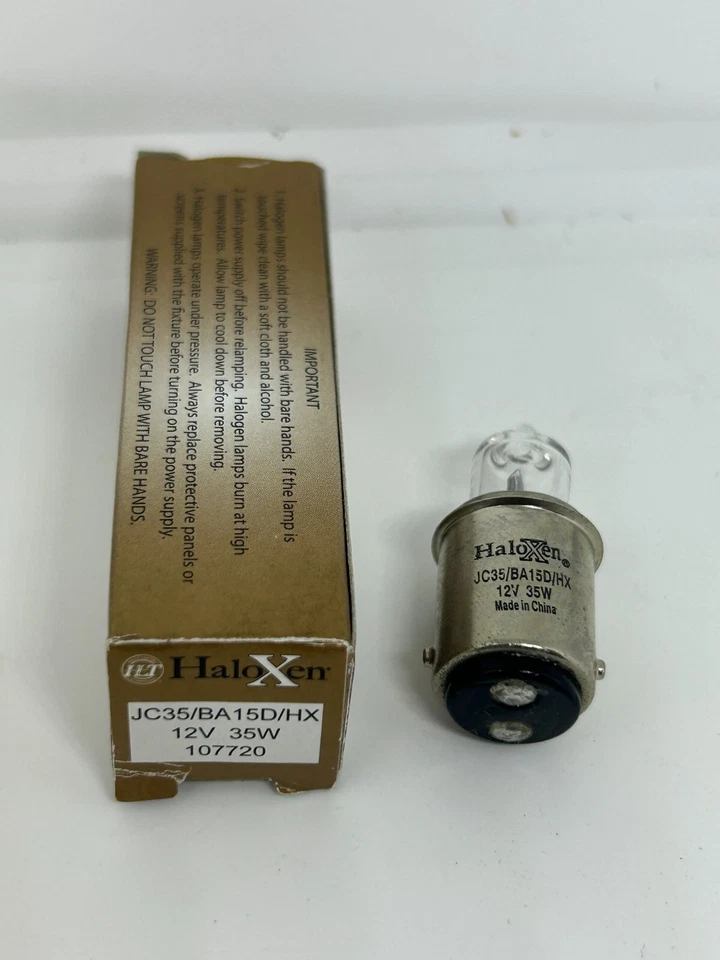 IMPORTANT
1. Halogen lamps should not be handled with bare hands. If the lamp is
touched wipe clean with a soft cloth and alcohol.
2. Switch power supply off before relamping. Halogen lamps burn at high
temperatures. Allow lamp to cool down before removing.
3. Halogen lamps operate under pressure. Always replace protective panels or
screens supplied with the fixture before turning on the power supply.
WARNING: DO NOT TOUCH LAMP WITH BARE HANDS.
HLT HaloXen®
JC35/BA15D/HX
12V 35W
107720
HaloXen®
JC35/BA15D/HX
12V 35W
Made in China